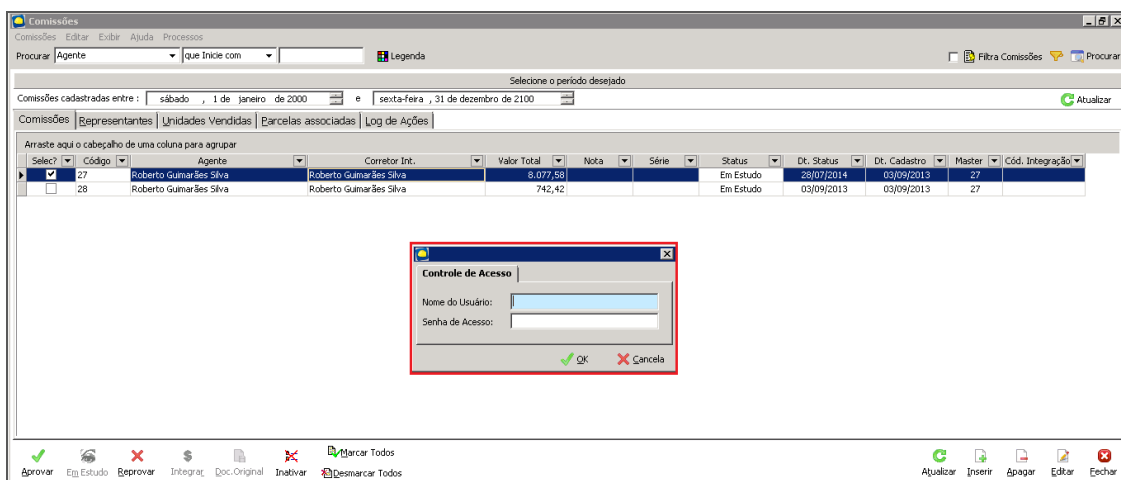 Comissões
Comissões Editar Exibir Ajuda Processos
Procurar Agente que Inicie com Legenda Filtra Comissões Procurar
Selecione o período desejado
Comissões cadastradas entre : sábado , 1 de janeiro de 2000 e sexta-feira , 31 de dezembro de 2100 Atualizar
Comissões Representantes Unidades Vendidas Parcelas associadas Log de Ações
Arraste aqui o cabeçalho de uma coluna para agrupar
Selec? Código Agente Corretor Int. Valor Total Nota Série Status Dt. Status Dt. Cadastro Master Cód. Integração
27 Roberto Guimarães Silva Roberto Guimarães Silva 8.077,58 Em Estudo 28/07/2014 03/09/2013 27
28 Roberto Guimarães Silva Roberto Guimarães Silva 742,42 Em Estudo 03/09/2013 03/09/2013 27
Controle de Acesso
Nome do Usuário:
Senha de Acesso:
OK Cancela
Marcar Todos
Aprovar Em Estudo Reprovar Integrar Doc.Original Inativar Desmarcar Todos Atualizar Inserir Apagar Editar Fechar